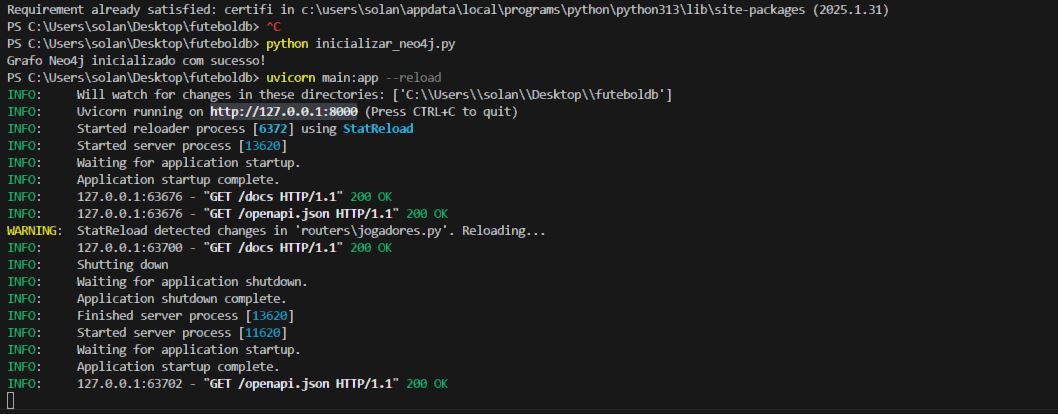 Requirement already satisfied: certifi in c:\users\solan\appdata\local\programs\python\python313\lib\site-packages (2025.1.31)
PS C:\Users\solan\Desktop\futeboldb> ^C
PS C:\Users\solan\Desktop\futeboldb> python inicializar_neo4j.py
Grafo Neo4j inicializado com sucesso!
PS C:\Users\solan\Desktop\futeboldb> uvicorn main:app --reload
INFO:     Will watch for changes in these directories: ['C:\\Users\\solan\\Desktop\\futeboldb']
INFO:     Uvicorn running on http://127.0.0.1:8000 (Press CTRL+C to quit)
INFO:     Started reloader process [6372] using StatReload
INFO:     Started server process [13620]
INFO:     Waiting for application startup.
INFO:     Application startup complete.
INFO:     127.0.0.1:63676 - "GET /docs HTTP/1.1" 200 OK
INFO:     127.0.0.1:63676 - "GET /openapi.json HTTP/1.1" 200 OK
WARNING:  StatReload detected changes in 'routers\jogadores.py'. Reloading...
INFO:     127.0.0.1:63700 - "GET /docs HTTP/1.1" 200 OK
INFO:     Shutting down
INFO:     Waiting for application shutdown.
INFO:     Application shutdown complete.
INFO:     Finished server process [13620]
INFO:     Started server process [11620]
INFO:     Waiting for application startup.
INFO:     Application startup complete.
INFO:     127.0.0.1:63702 - "GET /openapi.json HTTP/1.1" 200 OK